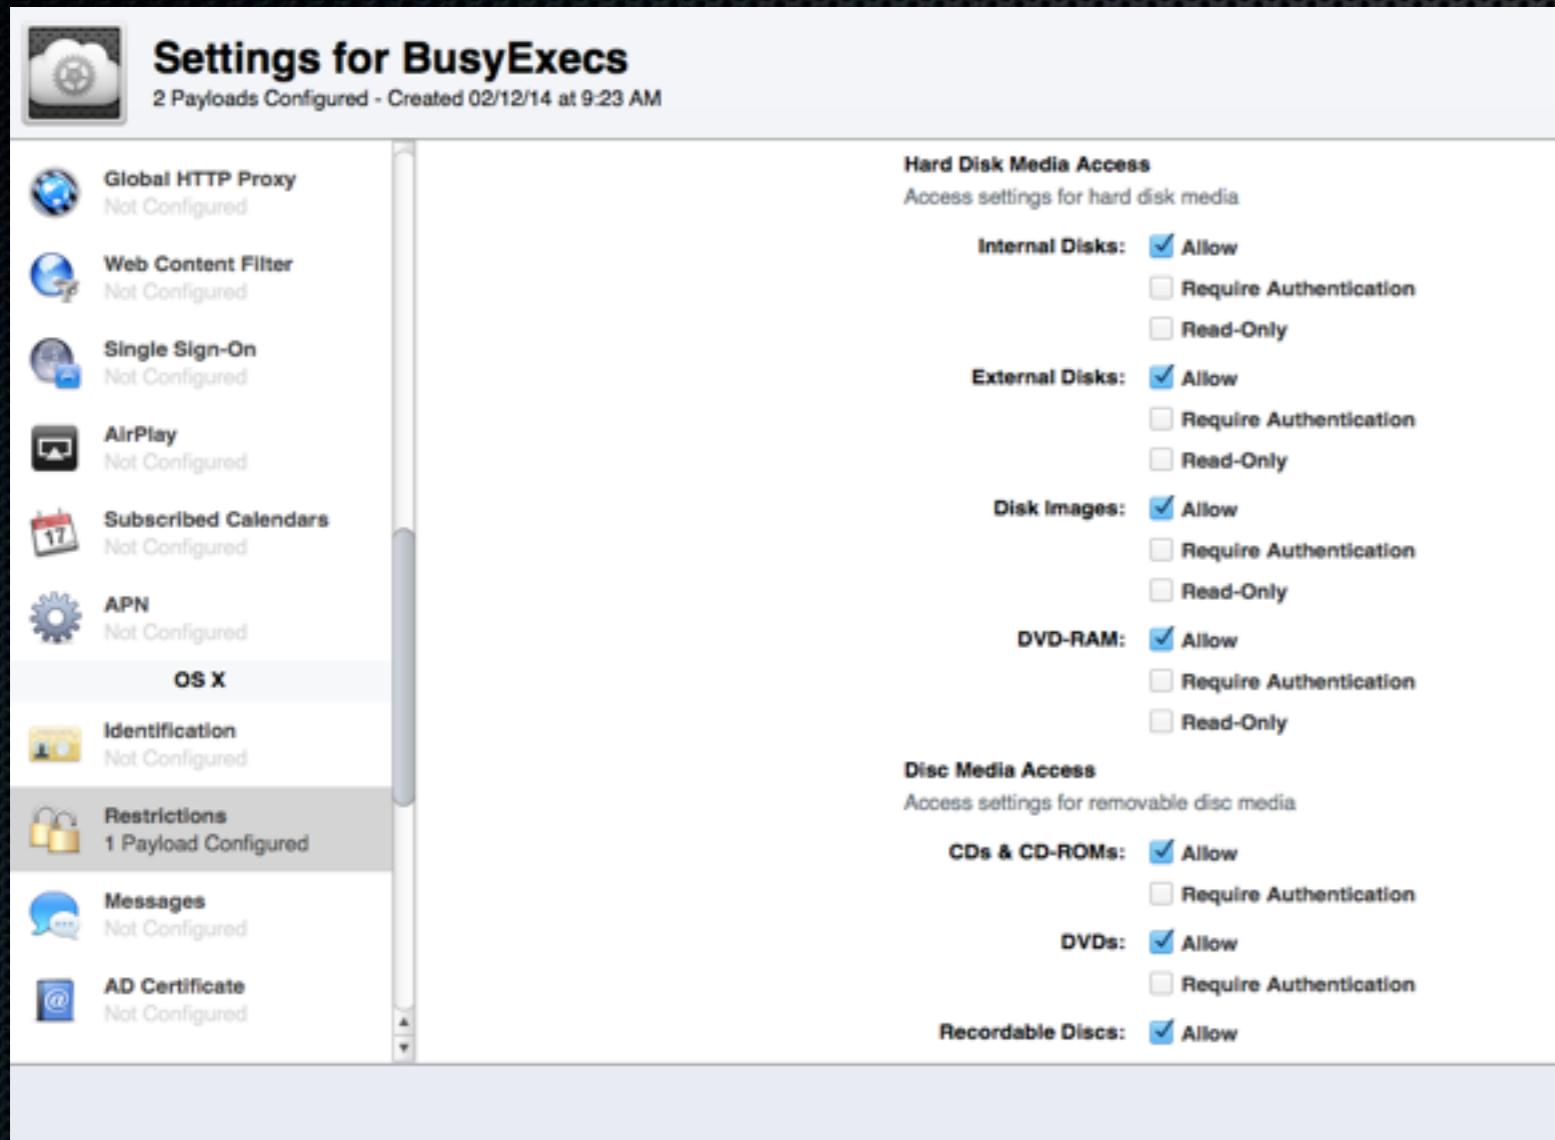 Settings for BusyExecs
2 Payloads Configured - Created 02/12/14 at 9:23 AM
Global HTTP Proxy
Not Configured
Web Content Filter
Not Configured
Single Sign-On
Not Configured
AirPlay
Not Configured
17
Subscribed Calendars
Not Configured
APN
Not Configured
OS X
Identification
Not Configured
Restrictions
1 Payload Configured
Messages
Not Configured
@
AD Certificate
Not Configured
Hard Disk Media Access
Access settings for hard disk media
Internal Disks: Allow
Require Authentication
Read-Only
External Disks: Allow
Require Authentication
Read-Only
Disk Images: Allow
Require Authentication
Read-Only
DVD-RAM: Allow
Require Authentication
Read-Only
Disc Media Access
Access settings for removable disc media
CDs & CD-ROMs: Allow
Require Authentication
DVDs: Allow
Require Authentication
Recordable Discs: Allow